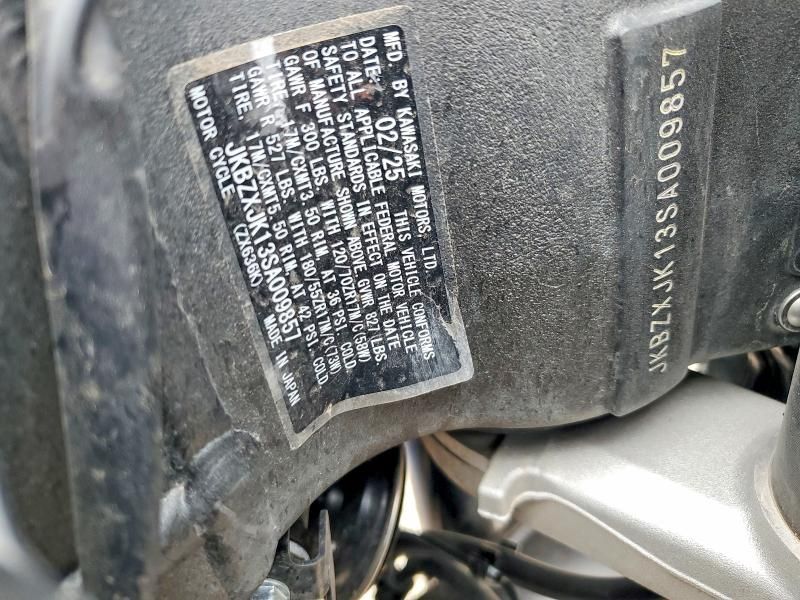 MFD. BY KAWASAKI MOTORS, LTD.
DATE: 02/25 THIS VEHICLE CONFORMS
TO ALL APPLICABLE FEDERAL MOTOR VEHICLE
SAFETY STANDARDS IN EFFECT ON THE DATE
OF MANUFACTURE SHOWN ABOVE GVWR 827 LBS
GAWR F 300 LBS. WITH 120/70ZR17M/C(58W)
TIRE, 17M/CXMT3.50 RIM, AT 36 PSI. COLD
GAWR R 527 LBS. WITH 180/55ZR17M/C(73W)
TIRE, 17M/CXMT5.50 RIM, AT 42 PSI. COLD.
JKBZXJK13SA009857
MOTOR CYCLE (ZX636K) MADE IN JAPAN
JKBZXJK13SA009857